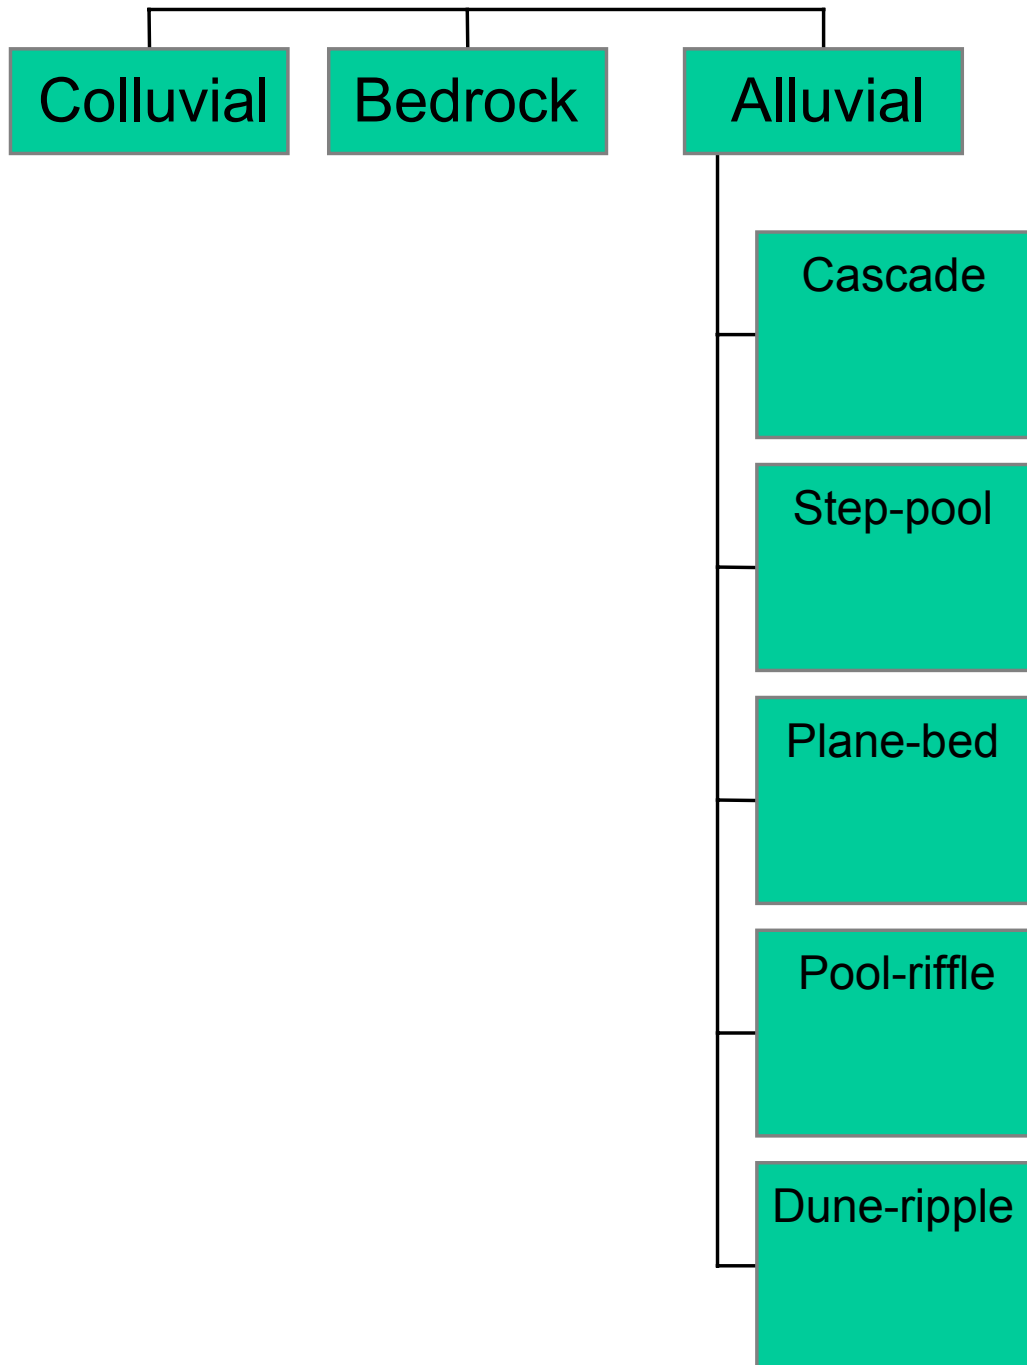 Colluvial
Bedrock
Alluvial
Cascade
Step-pool
Plane-bed
Pool-riffle
Dune-ripple